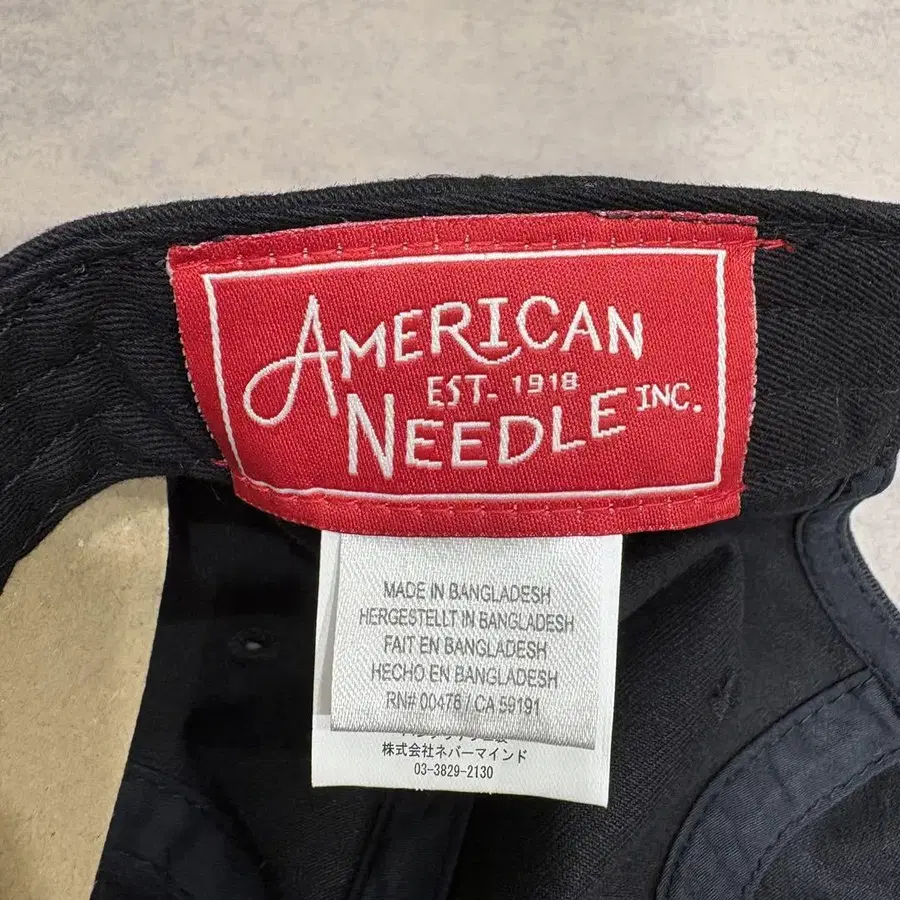 AMERICAN
EST. 1918
NEEDLE INC.
MADE IN BANGLADESH
HERGESTELLT IN BANGLADESH
FAIT EN BANGLADESH
HECHO EN BANGLADESH
RN# 00476 / CA 59191
株式会社ネバーマインド
03-3829-2130